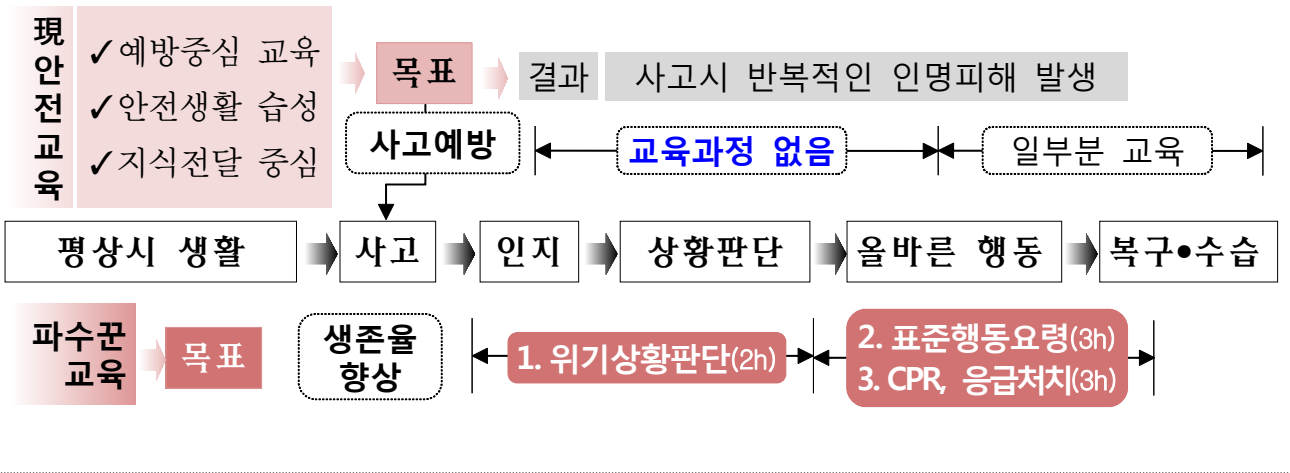 現안전교육
✓예방중심 교육
✓안전생활 습성
✓지식전달 중심
목표
결과
사고시 반복적인 인명피해 발생
사고예방
교육과정 없음
일부분 교육
평상시 생활
사고
인지
상황판단
올바른 행동
복구•수습
파수꾼
교육
목표
생존율
향상
1. 위기상황판단(2h)
2. 표준행동요령(3h)
3. CPR, 응급처치(3h)